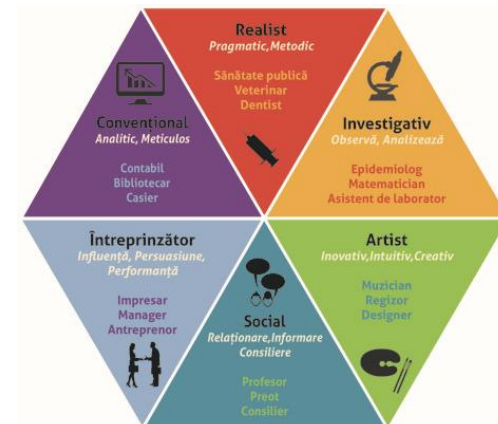 Realist
Pragmatic,Metodic
Sănătate publică
Veterinar
Dentist
Convențional
Analitic, Meticulos
Contabil
Bibliotecar
Casier
Investigativ
Observă, Analizează
Epidemiolog
Matematician
Asistent de laborator
Întreprinzător
Influență, Persuasiune,
Performanță
Impresar
Manager
Antreprenor
Social
Relaționare,Informare
Consiliere
Profesor
Preot
Consilier
Artist
Inovativ,Intuitiv,Creativ
Muzician
Regizor
Designer